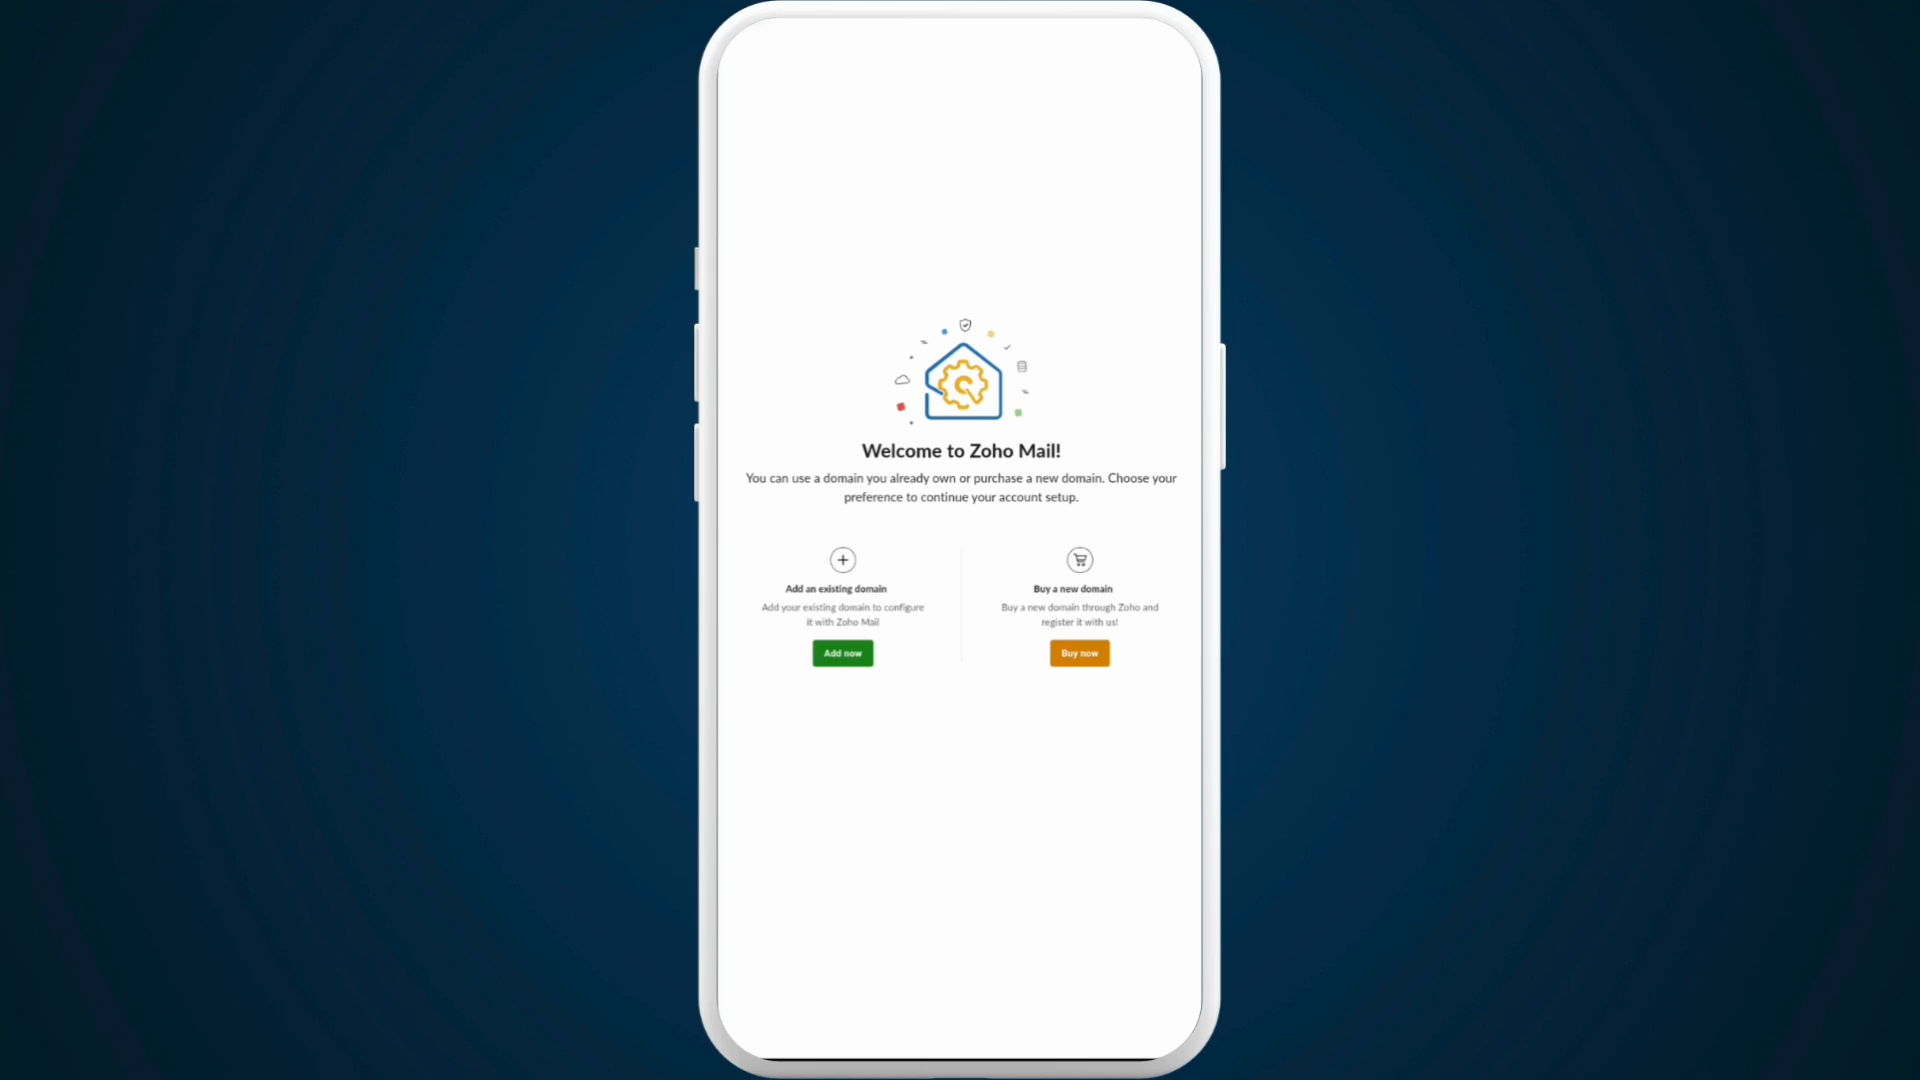 Welcome to Zoho Mail!
You can use a domain you already own or purchase a new domain. Choose your
preference to continue your account setup.
Add an existing domain
Add your existing domain to configure
it with Zoho Mail
Add now
Buy a new domain
Buy a new domain through Zoho and
register it with us!
Buy now